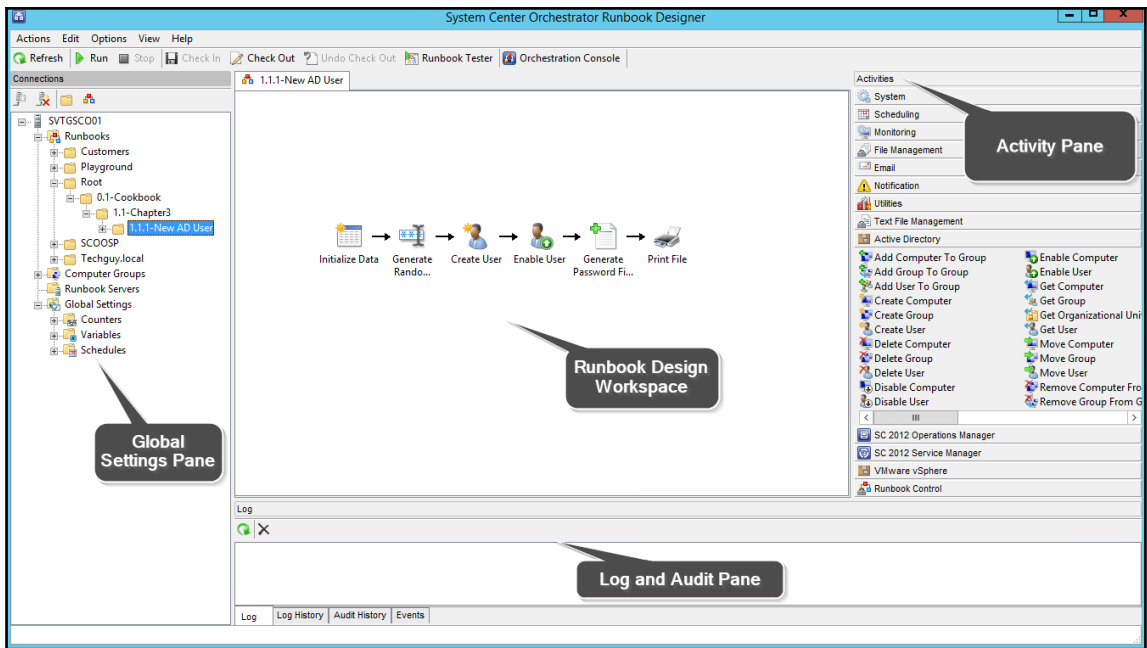 System Center Orchestrator Runbook Designer
Actions Edit Options View Help
Refresh Run Stop Check In Check Out Undo Check Out Runbook Tester Orchestration Console
Connections
SVTGSCO01
Runbooks
Customers
Playground
Root
0.1-Cookbook
1.1-Chapter3
1.1.1-New AD User
SCOOSP
Techguy.local
Computer Groups
Runbook Servers
Global Settings
Counters
Variables
Schedules
Global
Settings Pane
1.1.1-New AD User
Initialize Data
Generate
Rando...
Create User
Enable User
Generate
Password Fi...
Print File
Runbook Design
Workspace
Activities
System
Scheduling
Monitoring
File Management
Email
Notification
Utilities
Text File Management
Active Directory
Activity Pane
Add Computer To Group
Add Group To Group
Add User To Group
Create Computer
Create Group
Create User
Delete Computer
Delete Group
Delete User
Disable Computer
Disable User
Enable Computer
Enable User
Get Computer
Get Group
Get Organizational Uni
Get User
Move Computer
Move Group
Move User
Remove Computer Fro
Remove Group From G
SC 2012 Operations Manager
SC 2012 Service Manager
VMware vSphere
Runbook Control
Log
Log and Audit Pane
Log Log History Audit History Events